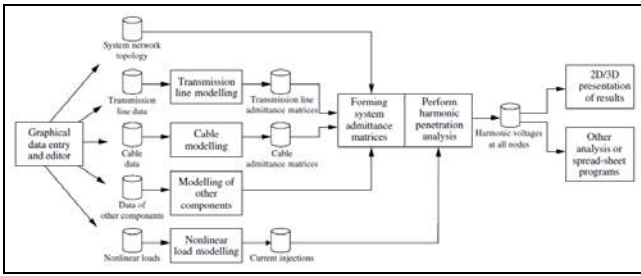 System network
topology
Transmission
line data
Transmission
line modelling
Transmission line
admittance matrices
Graphical
data entry
and editor
Cable
data
Cable
modelling
Cable
admittance matrices
Data of
other components
Modelling of
other
components
Nonlinear loads
Nonlinear
load modelling
Current injections
Forming
system
admittance
matrices
Perform
harmonic
penetration
analysis
Harmonic voltages
at all nodes
2D/3D
presentation
of results
Other
analysis or
spread-sheet
programs